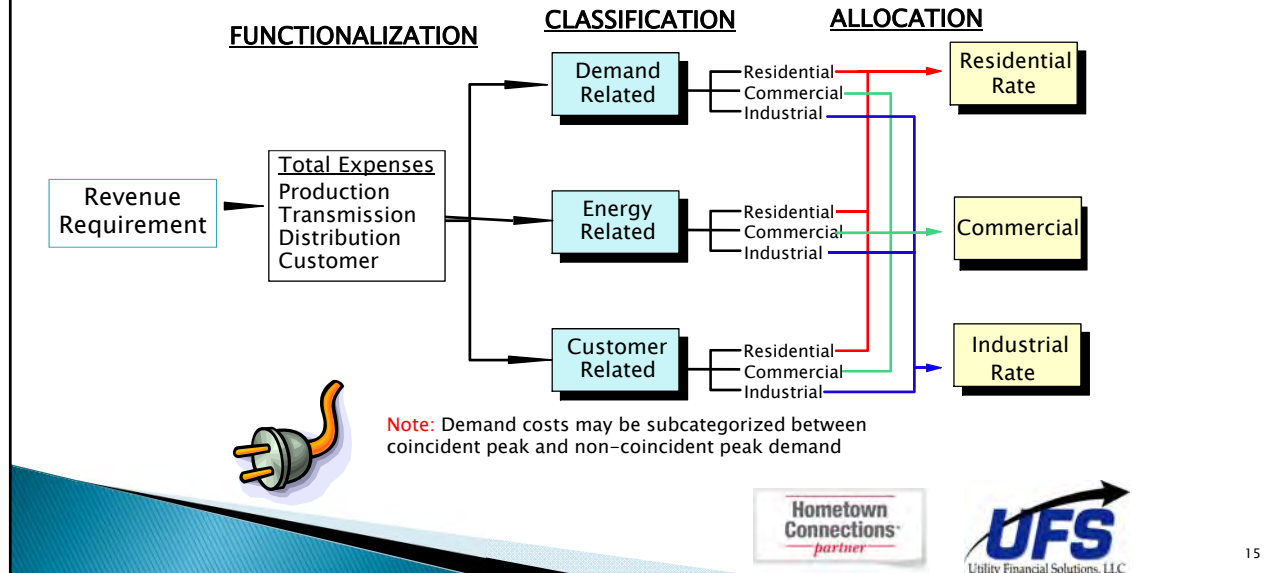 FUNCTIONALIZATION
CLASSIFICATION
ALLOCATION
Revenue
Requirement
Total Expenses
Production
Transmission
Distribution
Customer
Demand
Related
Residential
Commercial
Industrial
Energy
Related
Residential
Commercial
Industrial
Customer
Related
Residential
Commercial
Industrial
Residential
Rate
Commercial
Industrial
Rate
Note: Demand costs may be subcategorized between
coincident peak and non-coincident peak demand
Hometown
Connections
partner
UFS
Utility Financial Solutions, LLC
15